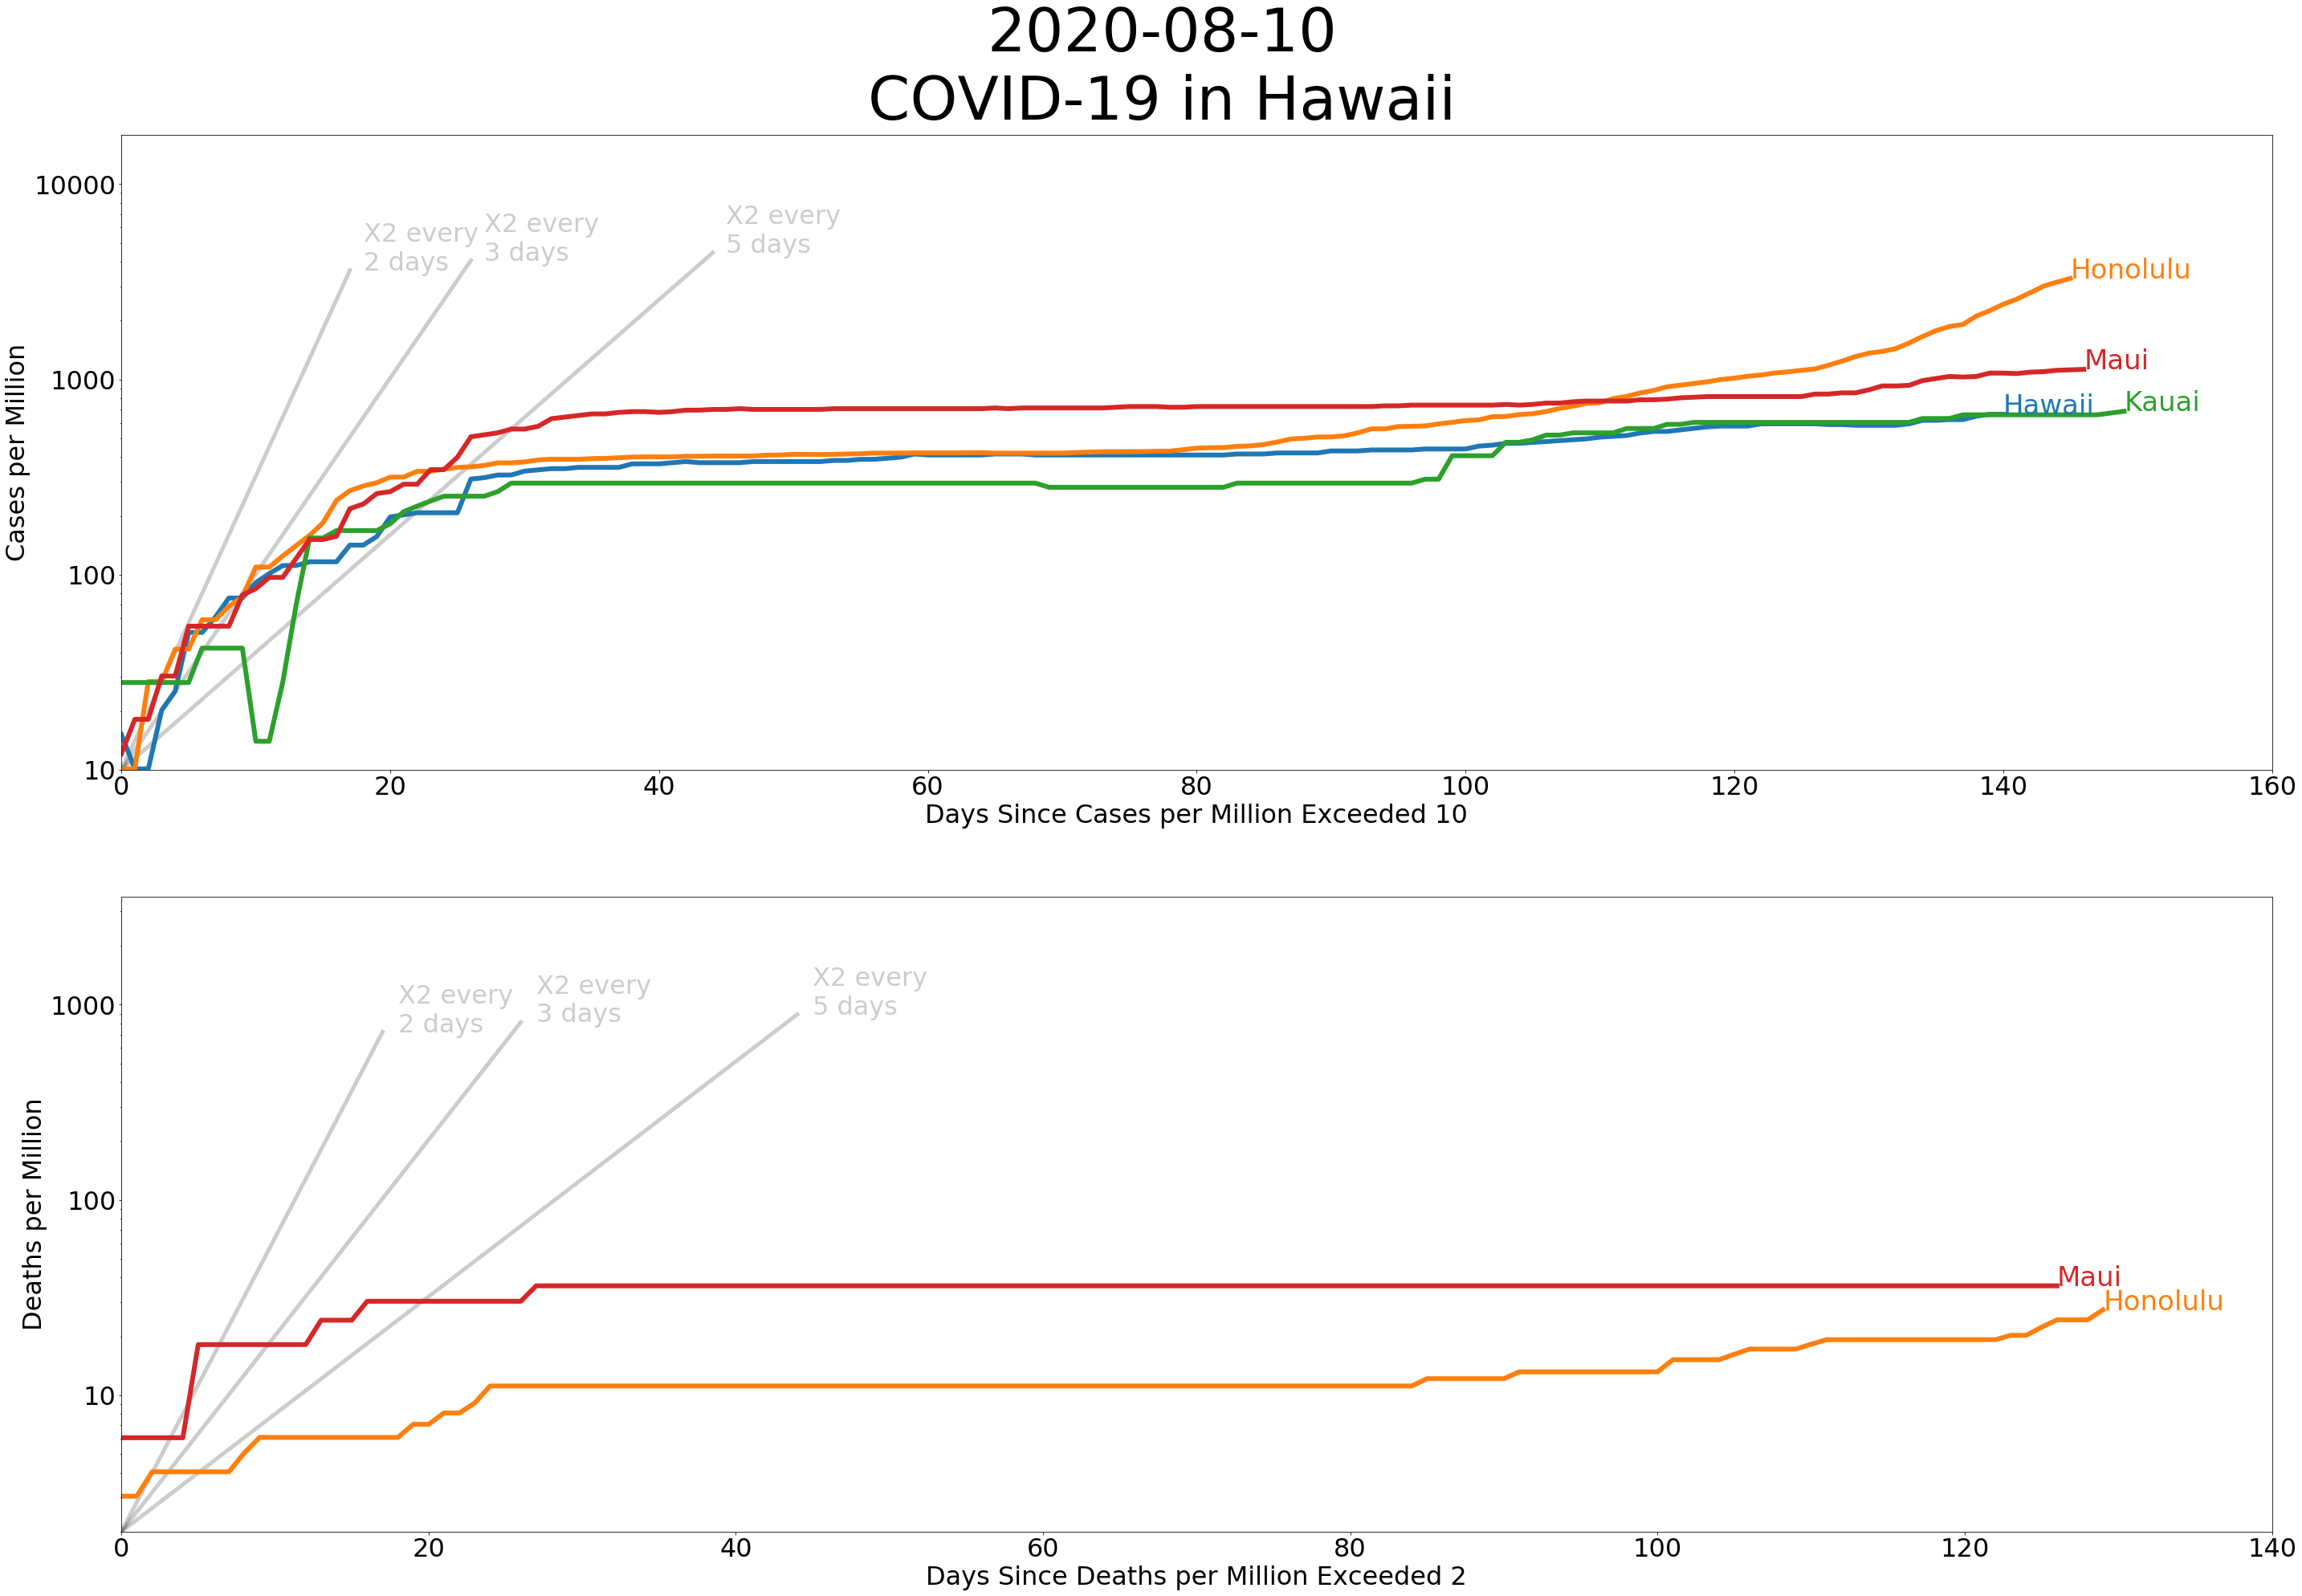 2020-08-10
COVID-19 in Hawaii
10000
1000
100
10
Cases per Million
X2 every
2 days
X2 every
3 days
X2 every
5 days
Honolulu
Maui
Hawaii
Kauai
0 20 40 60 80 100 120 140 160
Days Since Cases per Million Exceeded 10
1000
100
10
Deaths per Million
X2 every
2 days
X2 every
3 days
X2 every
5 days
Maui
Honolulu
0 20 40 60 80 100 120 140
Days Since Deaths per Million Exceeded 2